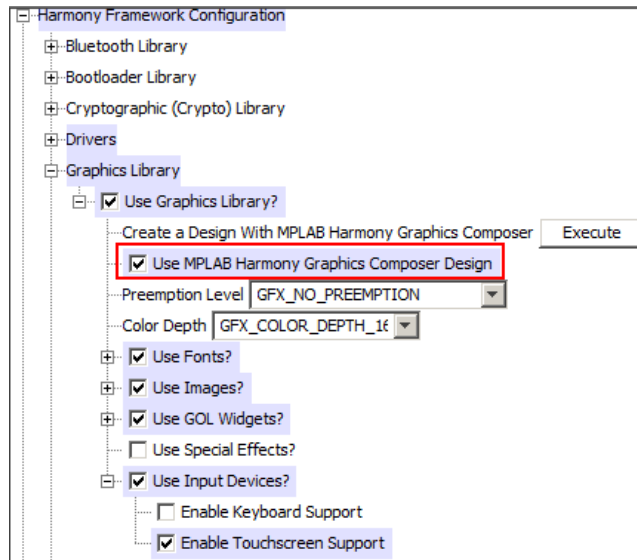 Harmony Framework Configuration
Bluetooth Library
Bootloader Library
Cryptographic (Crypto) Library
Drivers
Graphics Library
Use Graphics Library?
Create a Design With MPLAB Harmony Graphics Composer Execute
Use MPLAB Harmony Graphics Composer Design
Preemption Level GFX_NO_PREEMPTION
Color Depth GFX_COLOR_DEPTH_16
Use Fonts?
Use Images?
Use GOL Widgets?
Use Special Effects?
Use Input Devices?
Enable Keyboard Support
Enable Touchscreen Support